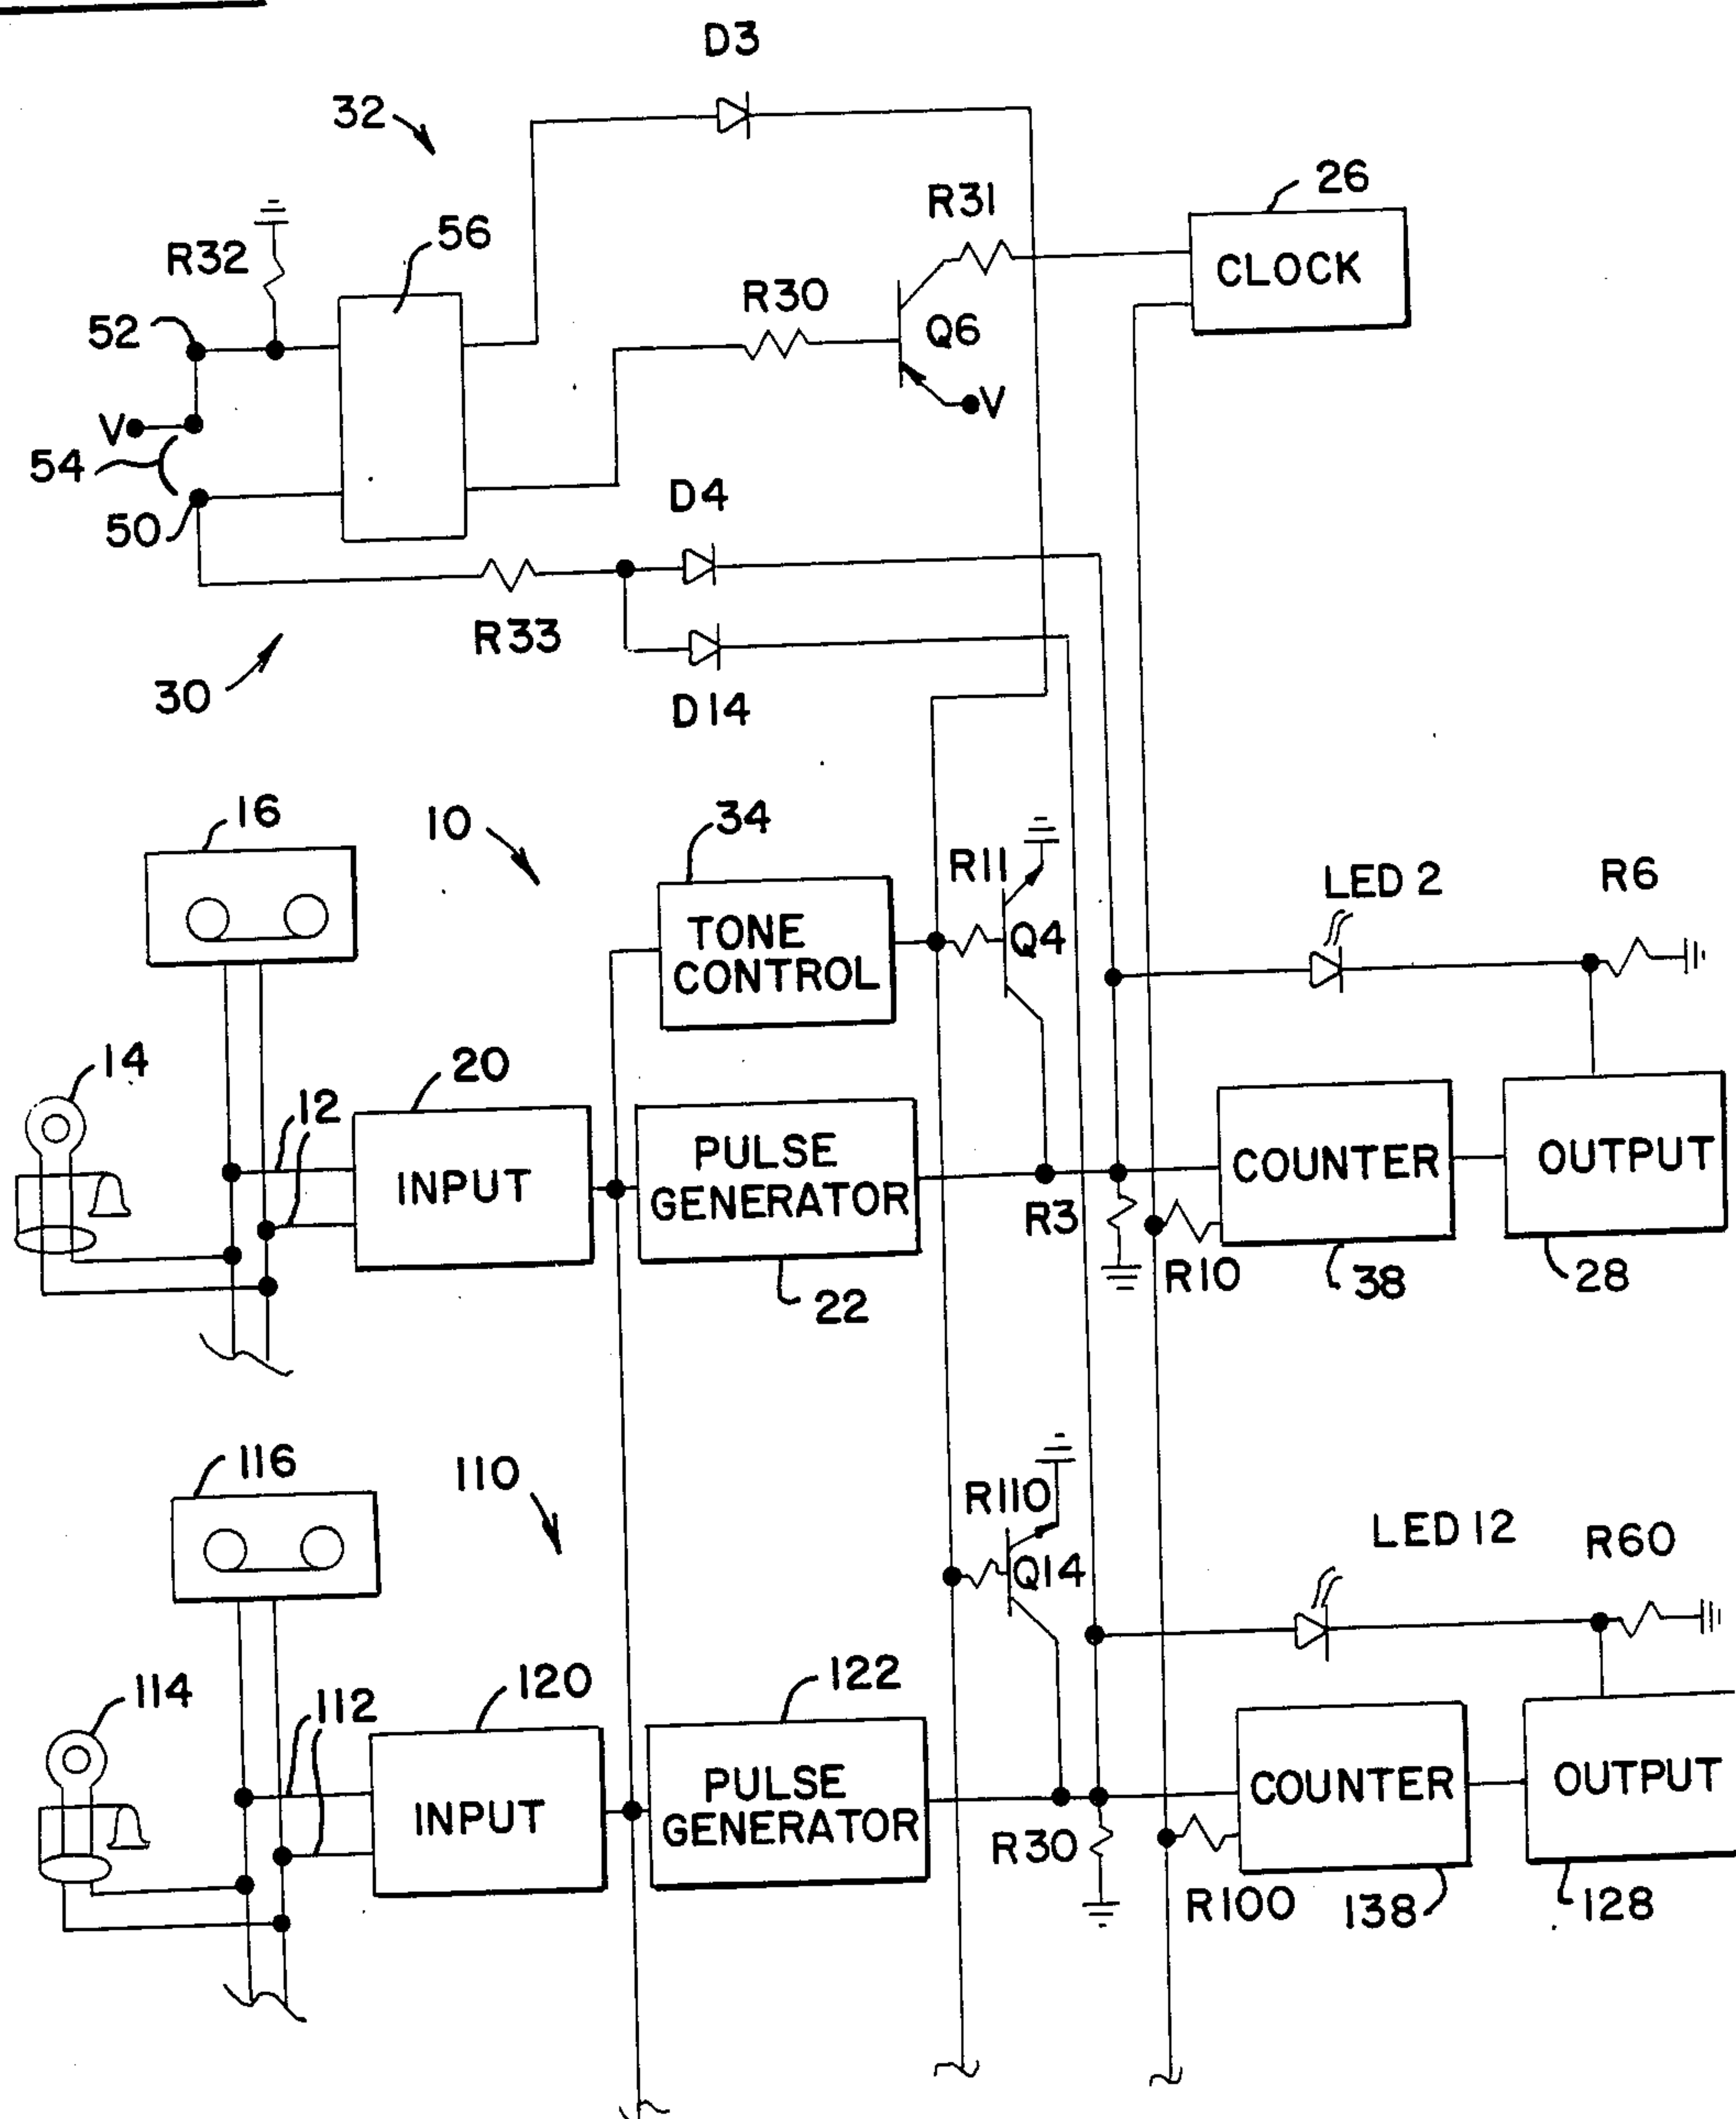 D3
32
26
R31
CLOCK
56
R32
R30
52
Q6
V
V
54
D4
50
R33
30
D14
16
10
34
R11
LED 2
R6
TONE
CONTROL
Q4
14
20
12
INPUT
PULSE
GENERATOR
COUNTER
OUTPUT
R3
R10
38
28
22
116
110
R110
LED 12
R60
Q14
114
112
120
122
INPUT
PULSE
GENERATOR
COUNTER
OUTPUT
R30
R100
138
128